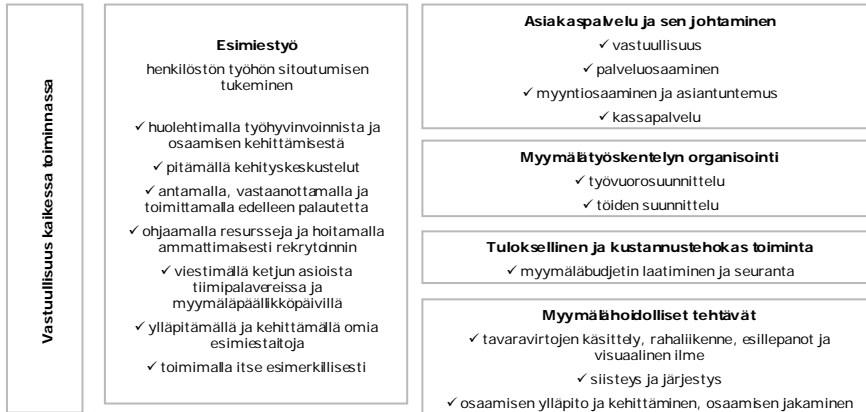 Vastuullisuus kaikessa toiminnassa
Esimiestyö
henkilöstön työhön sitoutumisen
tukeminen
✓ huolehtimalla työhyvinvoinnista ja
osaamisen kehittämisestä
✓ pitämällä kehityskeskustelut
✓ antamalla, vastaanottamalla ja
toimittamalla edelleen palautetta
✓ ohjaamalla resursseja ja hoitamalla
ammattimaisesti rekrytoinnin
✓ viestimällä ketjun asioista
tiimipalavereissa ja
myymäläpäällikköpäivillä
✓ ylläpitämällä ja kehittämällä omia
esimiestaitoja
✓ toimimalla itse esimerkillisesti
Asiakaspalvelu ja sen johtaminen
✓ vastuullisuus
✓ palveluosaaminen
✓ myyntiosaaminen ja asiantuntemus
✓ kassapalvelu
Myymälätyöskentelyn organisointi
✓ työvuorosuunnittelu
✓ töiden suunnittelu
Tuloksellinen ja kustannustehokas toiminta
✓ myymäläbudjetin laatiminen ja seuranta
Myymälähoidolliset tehtävät
✓ tavaravirtojen käsittely, rahaliikenne, esillepanot ja
visuaalinen ilme
✓ siisteys ja järjestys
✓ osaamisen ylläpito ja kehittäminen, osaamisen jakaminen